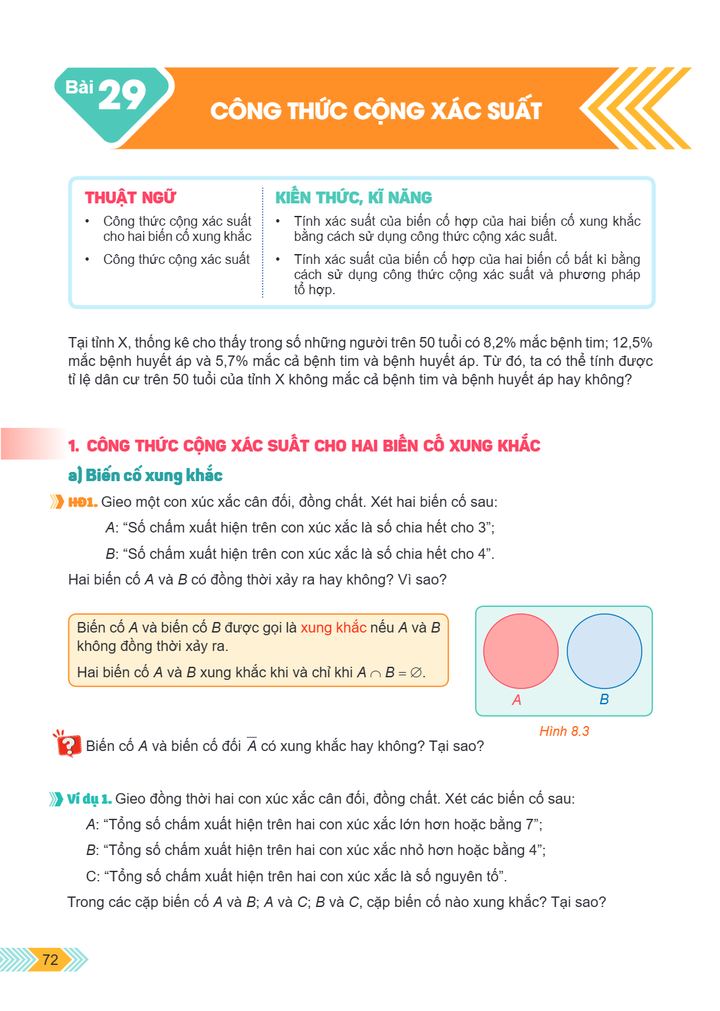 Bài 29
CÔNG THỨC CỘNG XÁC SUẤT
THUẬT NGỮ
• Công thức cộng xác suất
cho hai biến cố xung khắc
• Công thức cộng xác suất
KIẾN THỨC, KĨ NĂNG
• Tính xác suất của biến cố hợp của hai biến cố xung khắc
bằng cách sử dụng công thức cộng xác suất.
• Tính xác suất của biến cố hợp của hai biến cố bất kì bằng
cách sử dụng công thức cộng xác suất và phương pháp
tổ hợp.
Tại tỉnh X, thống kê cho thấy trong số những người trên 50 tuổi có 8,2% mắc bệnh tim; 12,5%
mắc bệnh huyết áp và 5,7% mắc cả bệnh tim và bệnh huyết áp. Từ đó, ta có thể tính được
tỉ lệ dân cư trên 50 tuổi của tỉnh X không mắc cả bệnh tim và bệnh huyết áp hay không?
1. CÔNG THỨC CỘNG XÁC SUẤT CHO HAI BIẾN CỐ XUNG KHẮC
a) Biến cố xung khắc
HĐ1. Gieo một con xúc xắc cân đối, đồng chất. Xét hai biến cố sau:
A: “Số chấm xuất hiện trên con xúc xắc là số chia hết cho 3”;
B: “Số chấm xuất hiện trên con xúc xắc là số chia hết cho 4”.
Hai biến cố A và B có đồng thời xảy ra hay không? Vì sao?
Biến cố A và biến cố B được gọi là xung khắc nếu A và B
không đồng thời xảy ra.
Hai biến cố A và B xung khắc khi và chỉ khi A ∩ B = ∅.
A B
Hình 8.3
? Biến cố A và biến cố đối A̅ có xung khắc hay không? Tại sao?
Ví dụ 1. Gieo đồng thời hai con xúc xắc cân đối, đồng chất. Xét các biến cố sau:
A: “Tổng số chấm xuất hiện trên hai con xúc xắc lớn hơn hoặc bằng 7”;
B: “Tổng số chấm xuất hiện trên hai con xúc xắc nhỏ hơn hoặc bằng 4”;
C: “Tổng số chấm xuất hiện trên hai con xúc xắc là số nguyên tố”.
Trong các cặp biến cố A và B; A và C; B và C, cặp biến cố nào xung khắc? Tại sao?
72